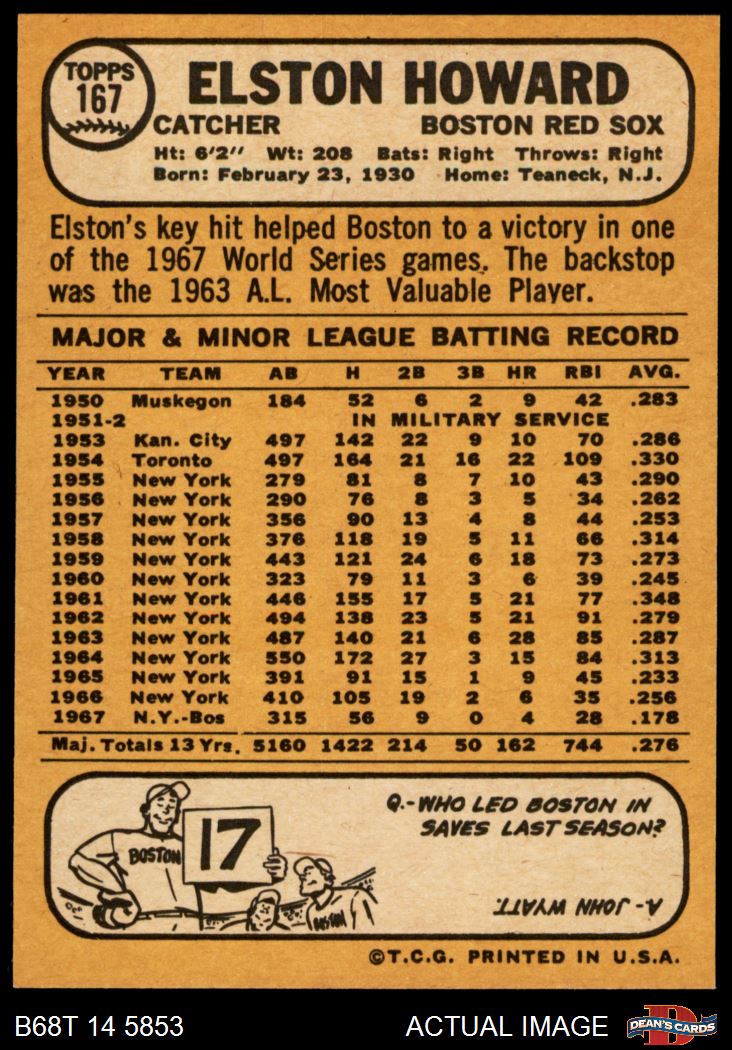 TOPPS
167
ELSTON HOWARD
CATCHER BOSTON RED SOX
Ht: 6'2" Wt: 208 Bats: Right Throws: Right
Born: February 23, 1930 Home: Teaneck, N.J.
Elston's key hit helped Boston to a victory in one
of the 1967 World Series games. The backstop
was the 1963 A.L. Most Valuable Player.
MAJOR & MINOR LEAGUE BATTING RECORD
YEAR TEAM AB H 2B 3B HR RBI AVG.
1950 Muskegon 184 52 6 2 9 42 .283
1951-2 IN MILITARY SERVICE
1953 Kan. City 497 142 22 9 10 70 .286
1954 Toronto 497 164 21 16 22 109 .330
1955 New York 279 81 8 7 10 43 .290
1956 New York 290 76 8 3 5 34 .262
1957 New York 356 90 13 4 8 44 .253
1958 New York 376 118 19 5 11 66 .314
1959 New York 443 121 24 6 18 73 .273
1960 New York 323 79 11 3 6 39 .245
1961 New York 446 155 17 5 21 77 .348
1962 New York 494 138 23 5 21 91 .279
1963 New York 487 140 21 6 28 85 .287
1964 New York 550 172 27 3 15 84 .313
1965 New York 391 91 15 1 9 45 .233
1966 New York 410 105 19 2 6 35 .256
1967 N.Y.-Bos 315 56 9 0 4 28 .178
Maj. Totals 13 Yrs. 5160 1422 214 50 162 744 .276
Q.-WHO LED BOSTON IN
SAVES LAST SEASON?
17
BOSTON
BOSTON
A.- JOHN WYATT.
©T.C.G. PRINTED IN U.S.A.
B68T 14 5853 ACTUAL IMAGE
D
DEAN'S CARDS